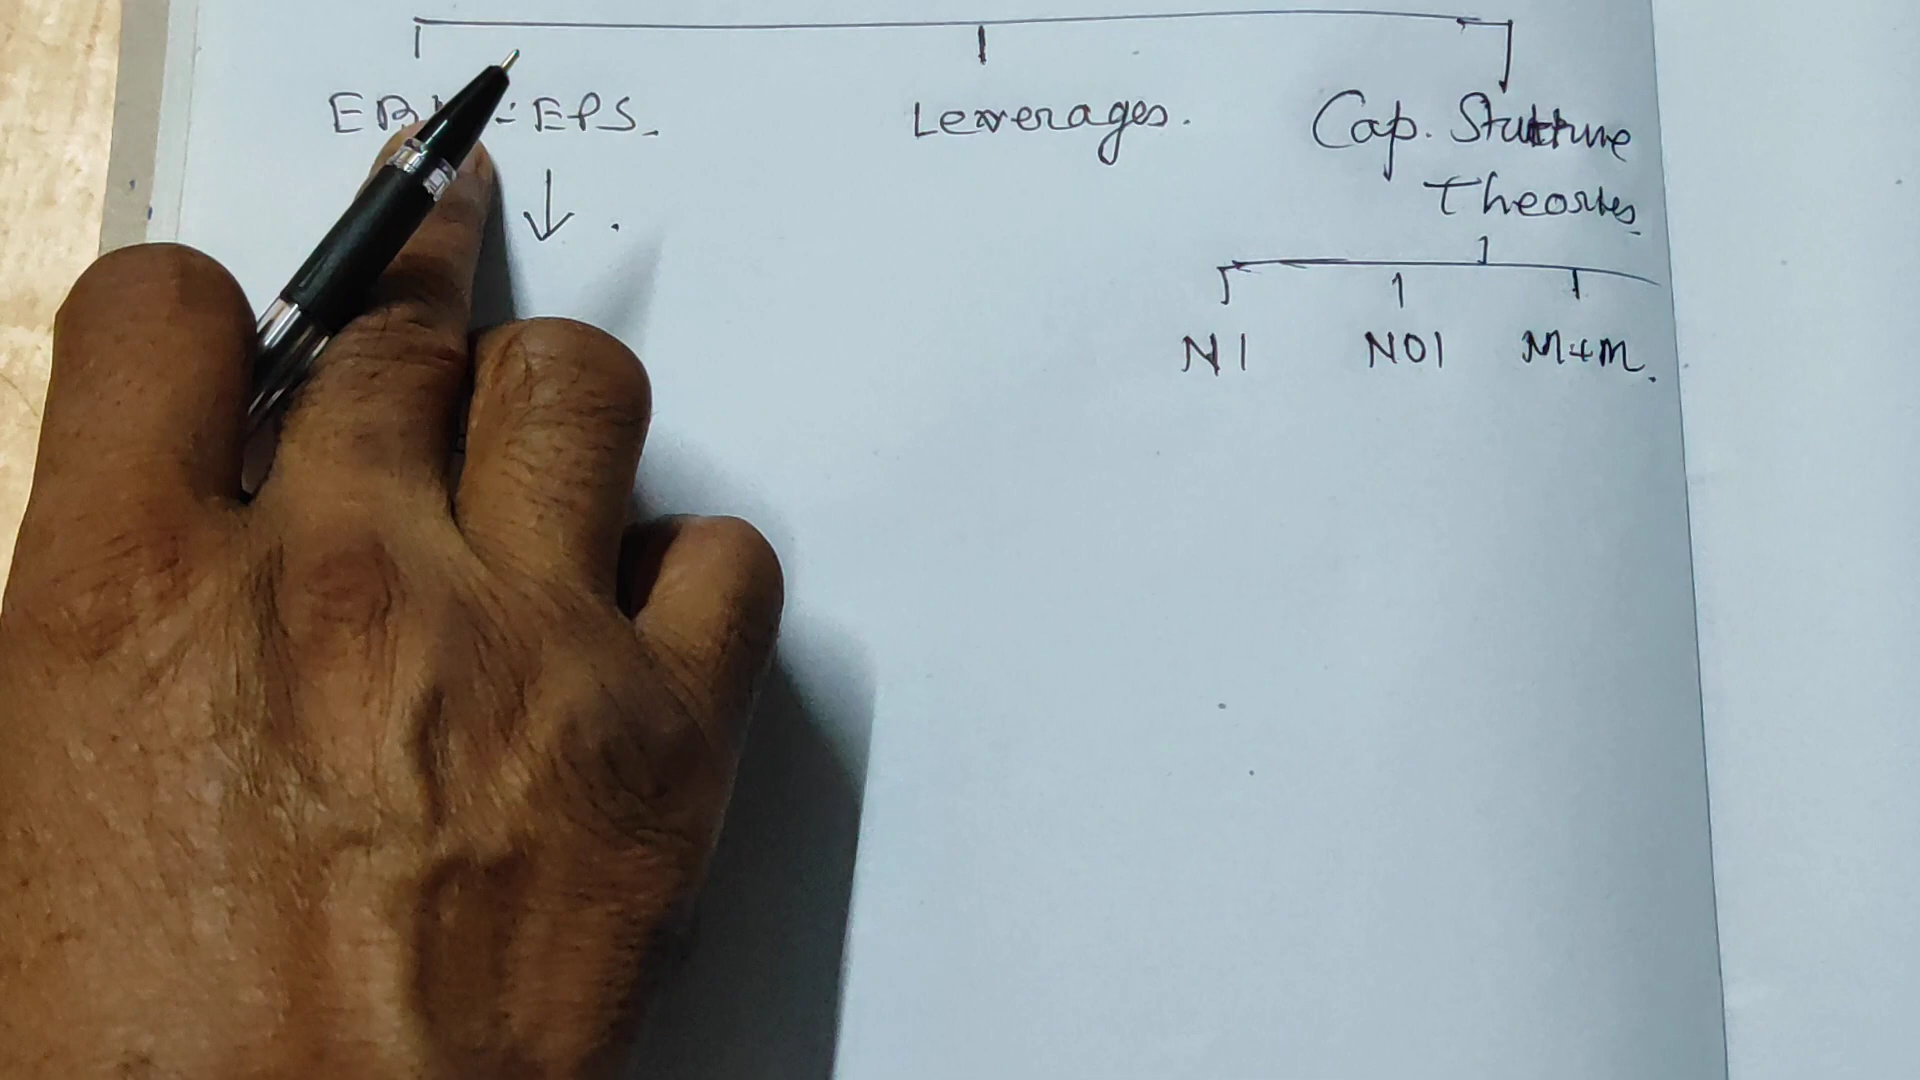 EPS.
Leverages.
Cap. Structure
Theories
NI NOI M+M.